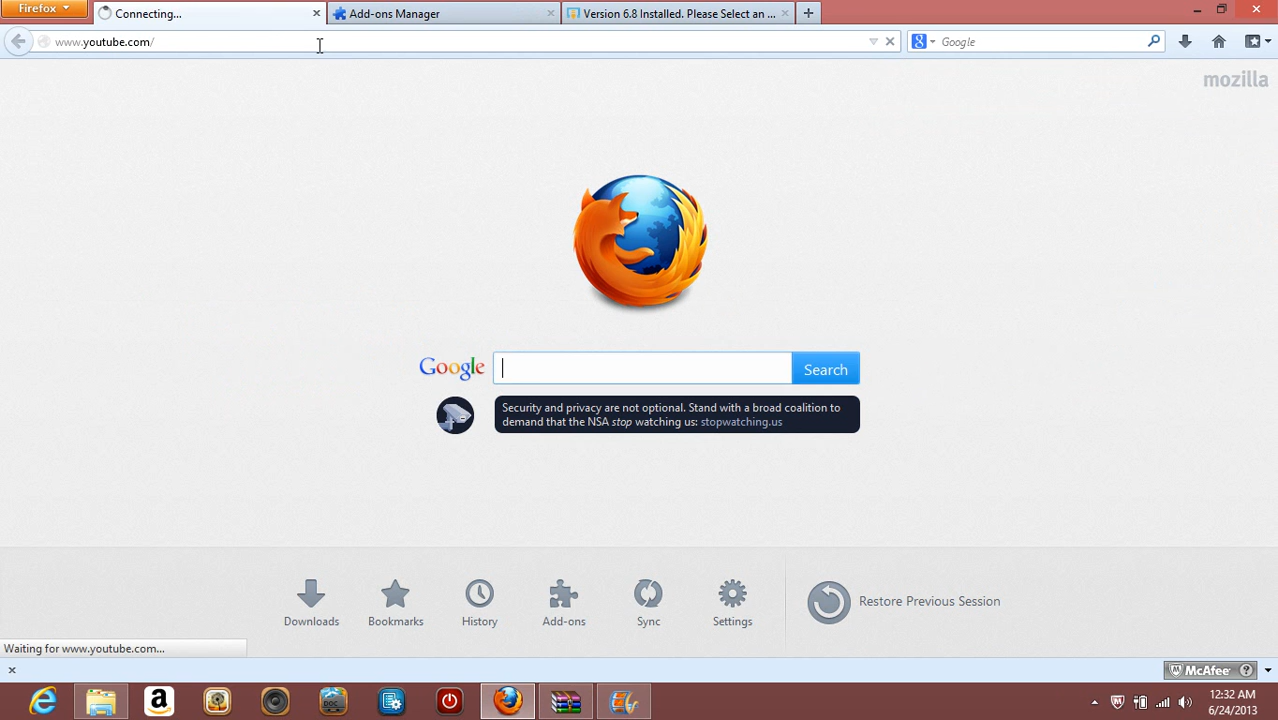 Firefox
Connecting...
Add-ons Manager
Version 6.8 Installed. Please Select an ...
www.youtube.com/
8
Google
mozilla
Google
Search
Security and privacy are not optional. Stand with a broad coalition to
demand that the NSA stop watching us: stopwatching.us
Downloads
Bookmarks
History
Add-ons
Sync
Settings
Restore Previous Session
Waiting for www.youtube.com...
McAfee
?
DOC
12:32 AM
6/24/2013